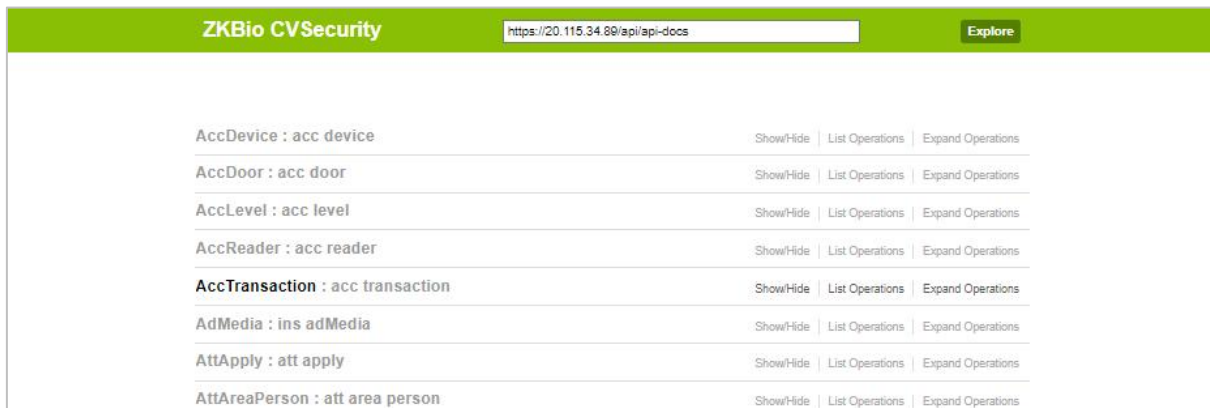 ZKBio CVSecurity https://20.115.34.89/api/api-docs Explore
AccDevice : acc device Show/Hide List Operations Expand Operations
AccDoor : acc door Show/Hide List Operations Expand Operations
AccLevel : acc level Show/Hide List Operations Expand Operations
AccReader : acc reader Show/Hide List Operations Expand Operations
AccTransaction : acc transaction Show/Hide List Operations Expand Operations
AdMedia : ins adMedia Show/Hide List Operations Expand Operations
AttApply : att apply Show/Hide List Operations Expand Operations
AttAreaPerson : att area person Show/Hide List Operations Expand Operations